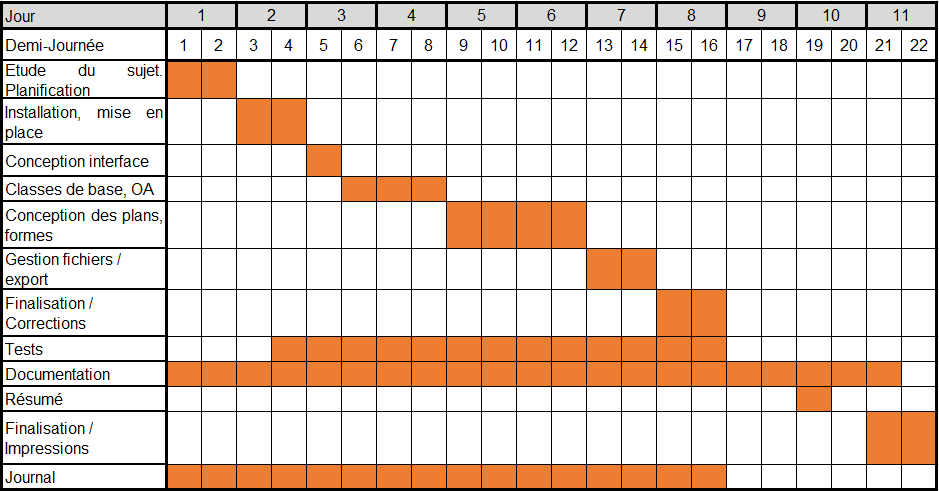 Jour 1 2 3 4 5 6 7 8 9 10 11
Demi-Journée 1 2 3 4 5 6 7 8 9 10 11 12 13 14 15 16 17 18 19 20 21 22
Etude du sujet.
Planification
Installation, mise en
place
Conception interface
Classes de base, OA
Conception des plans,
formes
Gestion fichiers /
export
Finalisation /
Corrections
Tests
Documentation
Résumé
Finalisation /
Impressions
Journal